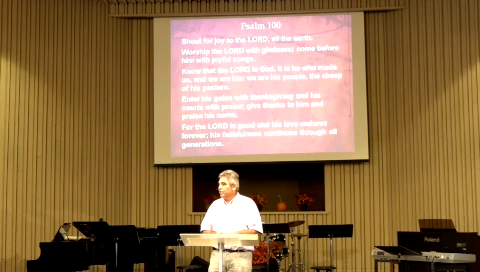 Psalm 100
Shout for joy to the LORD, all the earth.
Worship the LORD with gladness; come before
him with joyful songs.
Know that the LORD is God. It is he who made
us, and we are his; we are his people, the sheep
of his pasture.
Enter his gates with thanksgiving and his
courts with praise; give thanks to him and
praise his name.
For the LORD is good and his love endures
forever; his faithfulness continues through all
generations.
Roland